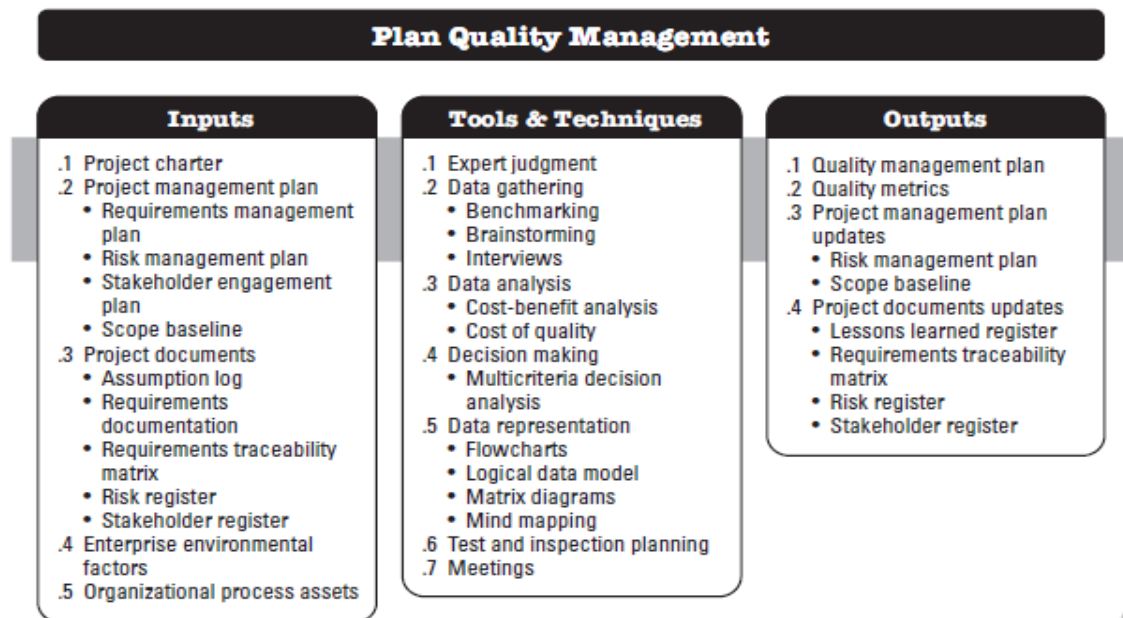 Plan Quality Management
Inputs
.1 Project charter
.2 Project management plan
• Requirements management
plan
• Risk management plan
• Stakeholder engagement
plan
• Scope baseline
.3 Project documents
• Assumption log
• Requirements
documentation
• Requirements traceability
matrix
• Risk register
• Stakeholder register
.4 Enterprise environmental
factors
.5 Organizational process assets
Tools & Techniques
.1 Expert judgment
.2 Data gathering
• Benchmarking
• Brainstorming
• Interviews
.3 Data analysis
• Cost-benefit analysis
• Cost of quality
.4 Decision making
• Multicriteria decision
analysis
.5 Data representation
• Flowcharts
• Logical data model
• Matrix diagrams
• Mind mapping
.6 Test and inspection planning
.7 Meetings
Outputs
.1 Quality management plan
.2 Quality metrics
.3 Project management plan
updates
• Risk management plan
• Scope baseline
.4 Project documents updates
• Lessons learned register
• Requirements traceability
matrix
• Risk register
• Stakeholder register